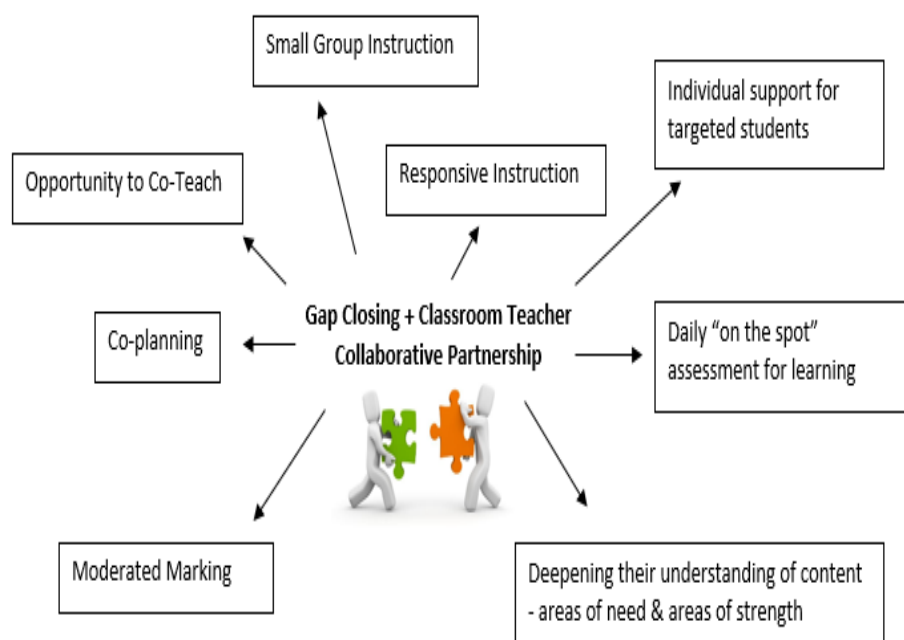 Small Group Instruction
Individual support for
targeted students
Opportunity to Co-Teach
Responsive Instruction
Gap Closing + Classroom Teacher
Collaborative Partnership
Co-planning
Daily “on the spot”
assessment for learning
Moderated Marking
Deepening their understanding of content
- areas of need & areas of strength